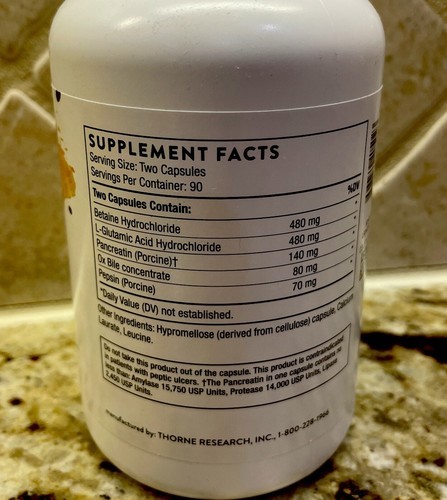 SUPPLEMENT FACTS
Serving Size: Two Capsules
Servings Per Container: 90
%DV
Two Capsules Contain:
Betaine Hydrochloride 480 mg *
L-Glutamic Acid Hydrochloride 480 mg *
Pancreatin (Porcine)† 140 mg *
Ox Bile concentrate 80 mg *
Pepsin (Porcine) 70 mg *
*Daily Value (DV) not established.
Other Ingredients: Hypromellose (derived from cellulose) capsule, Calcium
Laurate, Leucine.
Do not take this product out of the capsule. This product is contraindicated
in patients with peptic ulcers. †The Pancreatin in one capsule contains no
less than: Amylase 15,750 USP Units, Protease 14,000 USP Units, Lipase
USP Units.
manufactured by: THORNE RESEARCH, INC., 1-800-228-1966